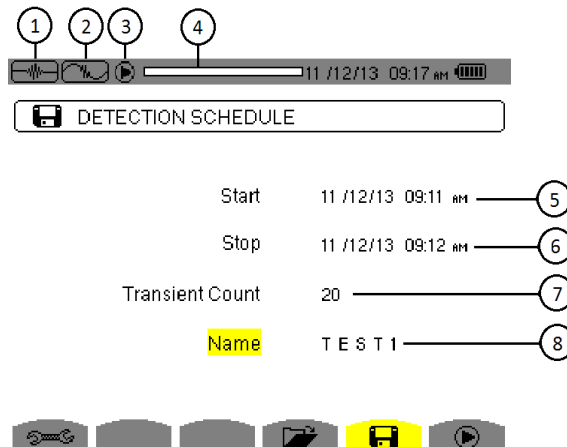 1 2 3 4
11 /12/13 09:17 AM
DETECTION SCHEDULE
Start 11 /12/13 09:11 AM 5
Stop 11 /12/13 09:12 AM 6
Transient Count 20 7
Name T E S T 1 8